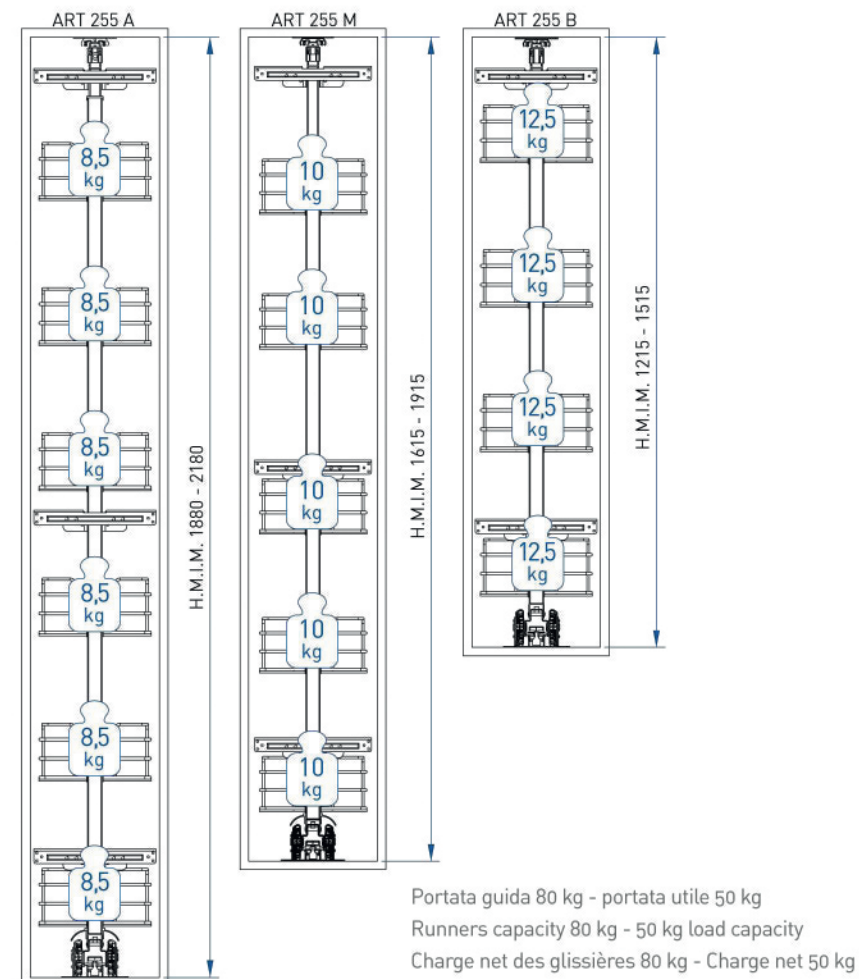 ART 255 A
8,5
kg
8,5
kg
8,5
kg
8,5
kg
8,5
kg
8,5
kg
H.M.I.M. 1880 - 2180
ART 255 M
10
kg
10
kg
10
kg
10
kg
10
kg
H.M.I.M. 1615 - 1915
ART 255 B
12,5
kg
12,5
kg
12,5
kg
12,5
kg
H.M.I.M. 1215 - 1515
Portata guida 80 kg - portata utile 50 kg
Runners capacity 80 kg - 50 kg load capacity
Charge net des glissières 80 kg - Charge net 50 kg